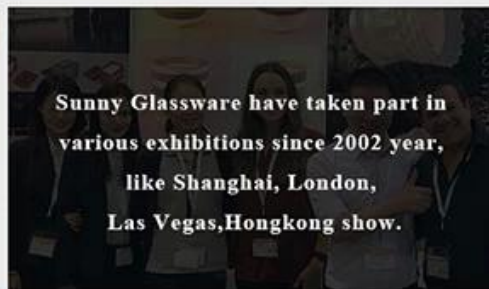 Sunny Glassware have taken part in
various exhibitions since 2002 year,
like Shanghai, London,
Las Vegas,Hongkong show.